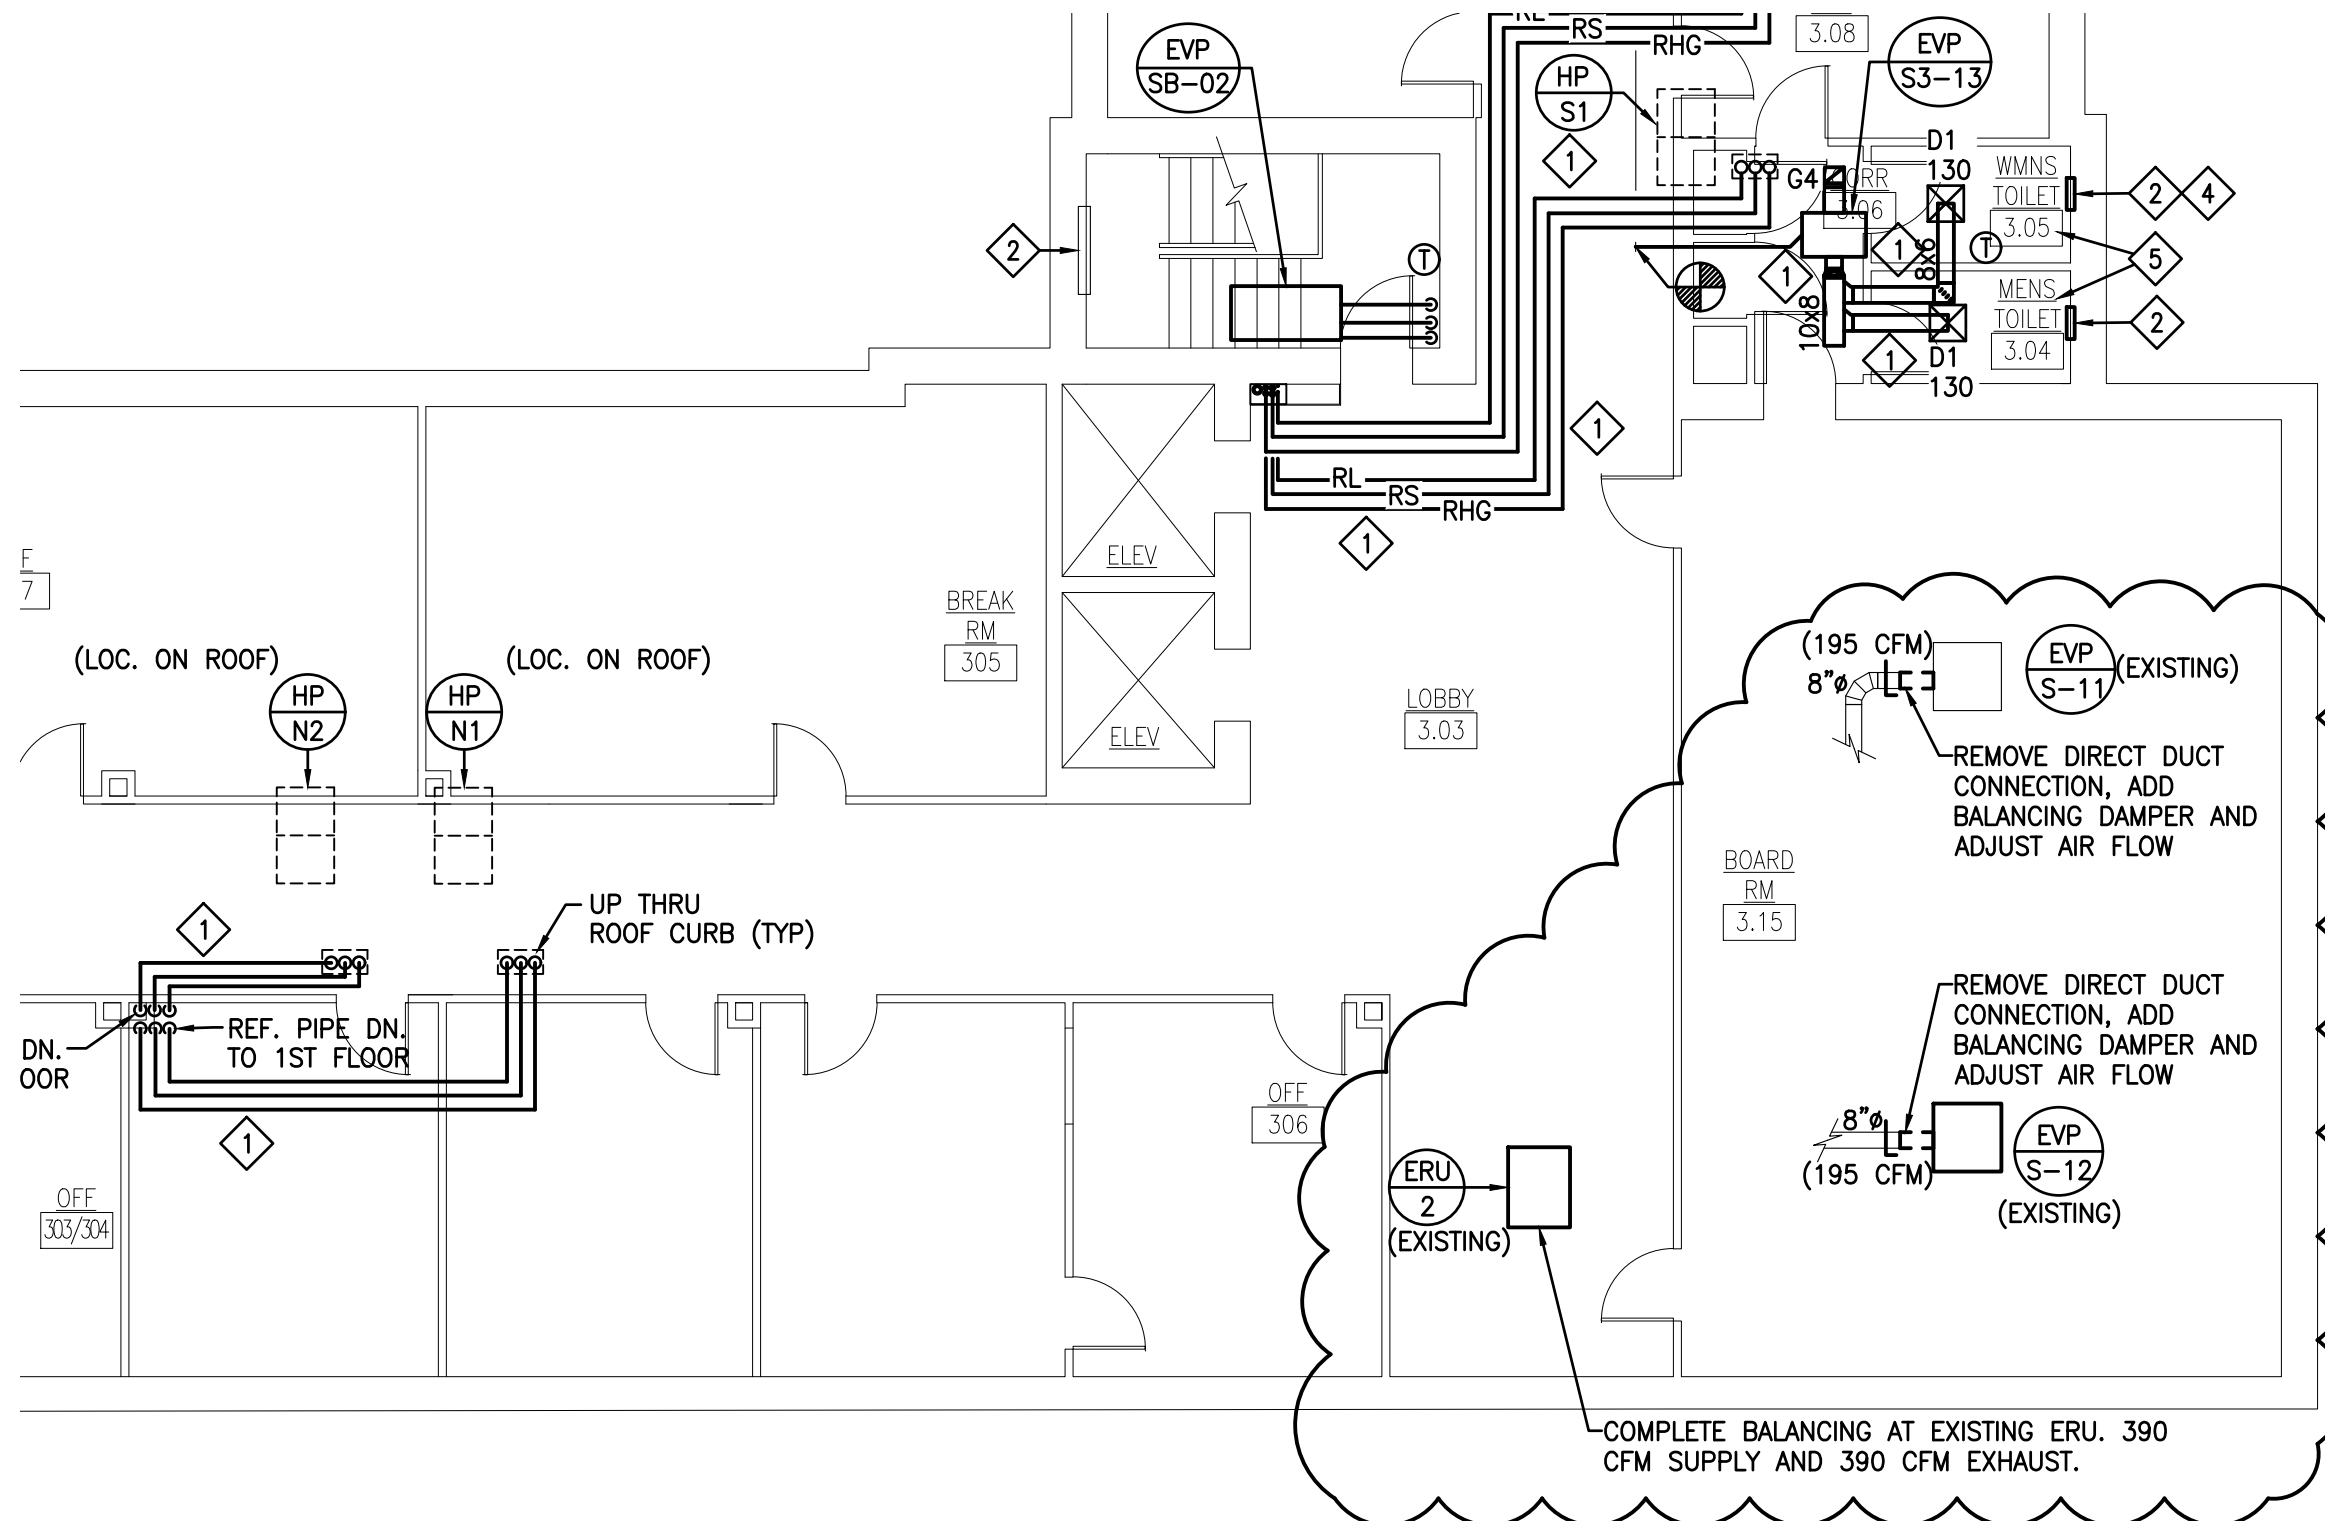 RS
RHG
3.08
EVP
SB-02
HP
S1
1
EVP
S3-13
D1
130
G4
3.06
WMNS
TOILET
3.05
2
4
5
2
T
1
1
8x6
T
10x8
MENS
TOILET
3.04
2
1
D1
130
1
RL
RS
RHG
1
ELEV
ELEV
F
7
BREAK
RM
305
LOBBY
3.03
(LOC. ON ROOF)
HP
N2
(LOC. ON ROOF)
HP
N1
(195 CFM)
8"ø
EVP
S-11
(EXISTING)
REMOVE DIRECT DUCT
CONNECTION, ADD
BALANCING DAMPER AND
ADJUST AIR FLOW
BOARD
RM
3.15
UP THRU
ROOF CURB (TYP)
1
REF. PIPE DN.
TO 1ST FLOOR
DN.
OOR
1
OFF
303/304
OFF
306
REMOVE DIRECT DUCT
CONNECTION, ADD
BALANCING DAMPER AND
ADJUST AIR FLOW
8"ø
(195 CFM)
EVP
S-12
(EXISTING)
ERU
2
(EXISTING)
COMPLETE BALANCING AT EXISTING ERU. 390
CFM SUPPLY AND 390 CFM EXHAUST.